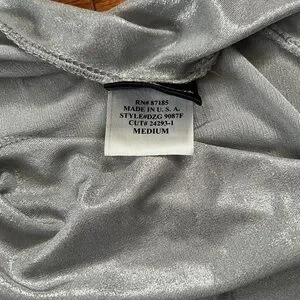 RN# 87185
MADE IN U. S. A.
STYLE#DZG 9087F
CUT# 24293-1
MEDIUM